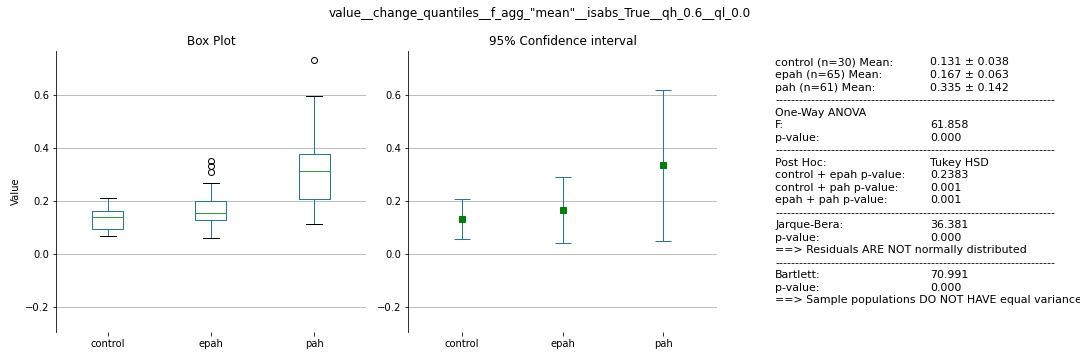 value__change_quantiles__f_agg_"mean"__isabs_True__qh_0.6__ql_0.0
Box Plot
Value
0.6
0.4
0.2
0.0
−0.2
control epah pah
95% Confidence interval
0.6
0.4
0.2
0.0
−0.2
control epah pah
control (n=30) Mean: 0.131 ± 0.038
epah (n=65) Mean: 0.167 ± 0.063
pah (n=61) Mean: 0.335 ± 0.142
One-Way ANOVA
F: 61.858
p-value: 0.000
Post Hoc: Tukey HSD
control + epah p-value: 0.2383
control + pah p-value: 0.001
epah + pah p-value: 0.001
Jarque-Bera: 36.381
p-value: 0.000
==> Residuals ARE NOT normally distributed
Bartlett: 70.991
p-value: 0.000
==> Sample populations DO NOT HAVE equal variance